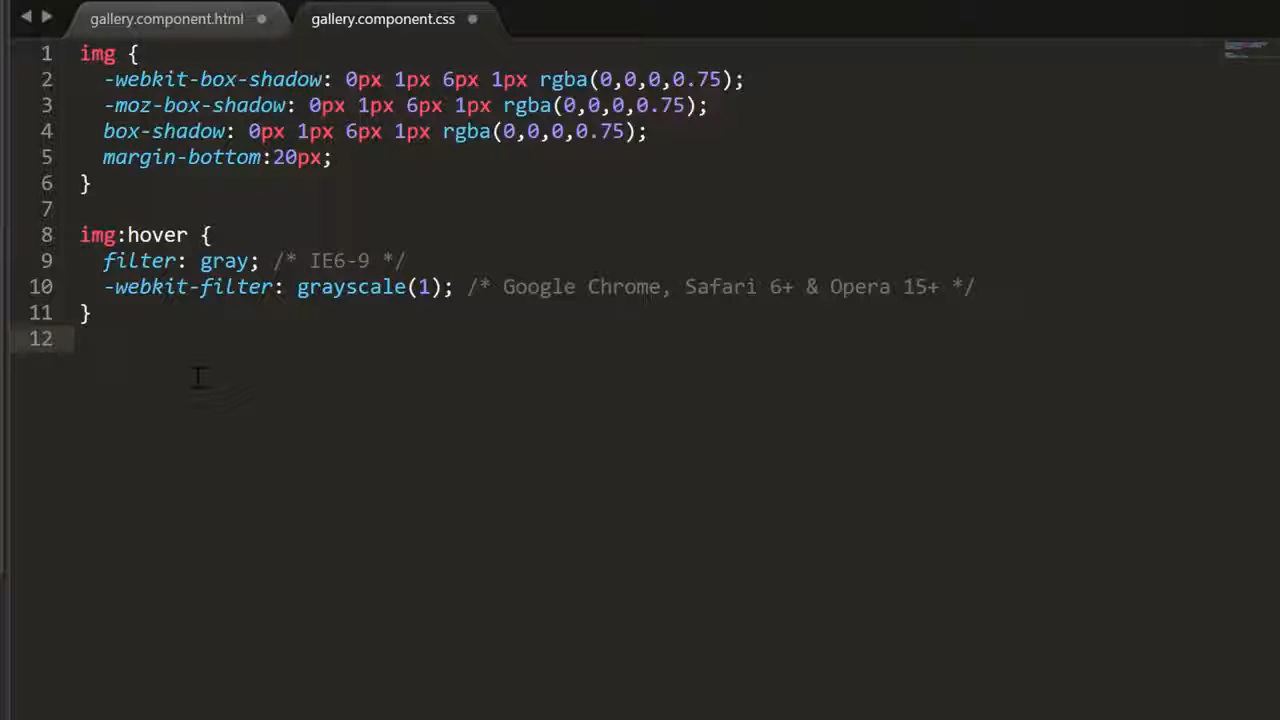 gallery.component.html gallery.component.css
1 img {
2 -webkit-box-shadow: 0px 1px 6px 1px rgba(0,0,0,0.75);
3 -moz-box-shadow: 0px 1px 6px 1px rgba(0,0,0,0.75);
4 box-shadow: 0px 1px 6px 1px rgba(0,0,0,0.75);
5 margin-bottom:20px;
6 }
7
8 img:hover {
9 filter: gray; /* IE6-9 */
10 -webkit-filter: grayscale(1); /* Google Chrome, Safari 6+ & Opera 15+ */
11 }
12